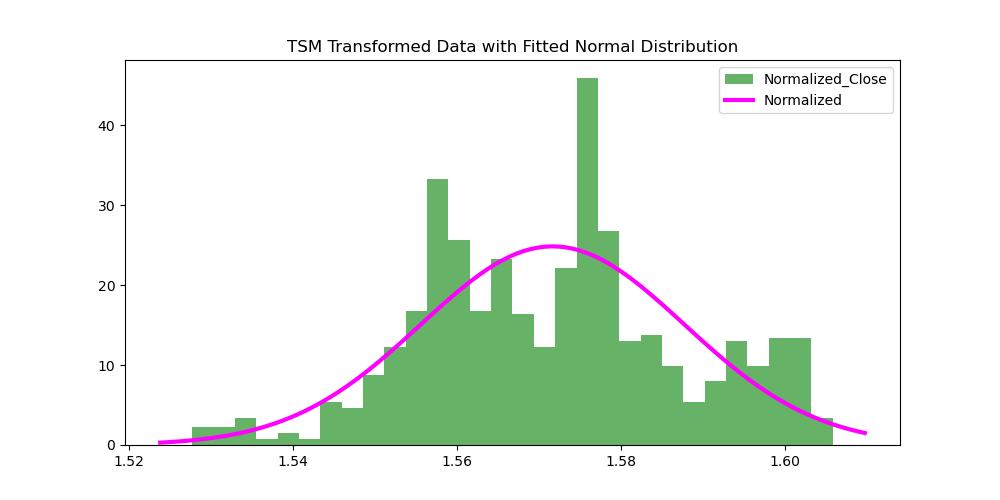 TSM Transformed Data with Fitted Normal Distribution
Normalized_Close
Normalized
40
30
20
10
0
1.52 1.54 1.56 1.58 1.60